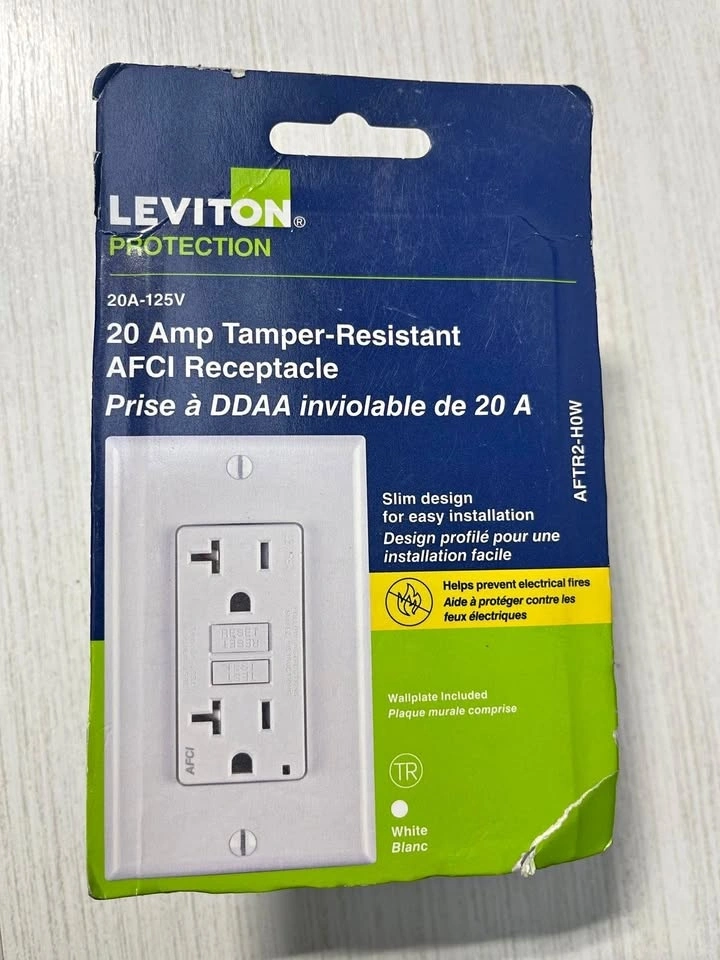 LEVITON®
PROTECTION
20A-125V
20 Amp Tamper-Resistant
AFCI Receptacle
Prise à DDAA inviolable de 20 A
AFTR2-H0W
Slim design
for easy installation
Design profilé pour une
installation facile
Helps prevent electrical fires
Aide à protéger contre les
feux électriques
Wallplate Included
Plaque murale comprise
TR
White
Blanc
RESET
TEST
AFCI